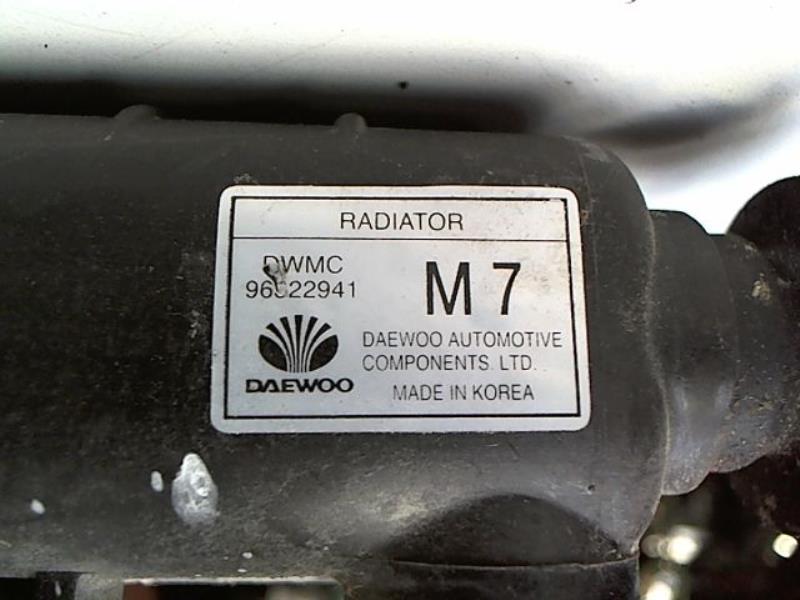 RADIATOR
DWMC
M 7
DAEWOO AUTOMOTIVE
COMPONENTS. LTD.
DAEWOO
MADE IN KOREA